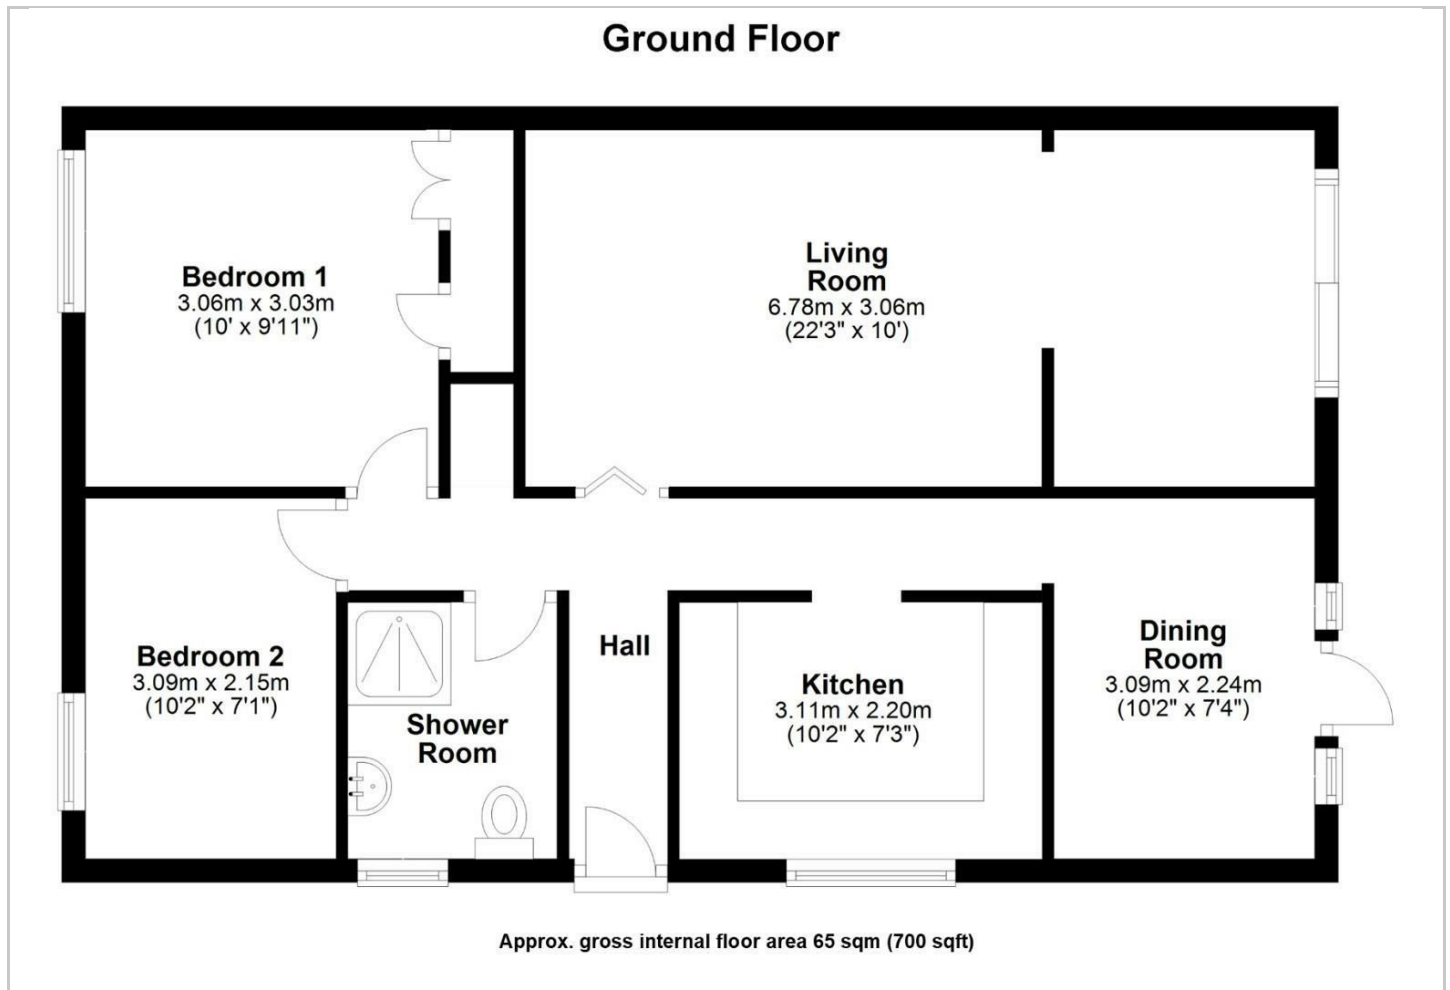 Ground Floor
Bedroom 1
3.06m x 3.03m
(10' x 9'11")
Living
Room
6.78m x 3.06m
(22'3" x 10')
Bedroom 2
3.09m x 2.15m
(10'2" x 7'1")
Shower
Room
Hall
Kitchen
3.11m x 2.20m
(10'2" x 7'3")
Dining
Room
3.09m x 2.24m
(10'2" x 7'4")
Approx. gross internal floor area 65 sqm (700 sqft)